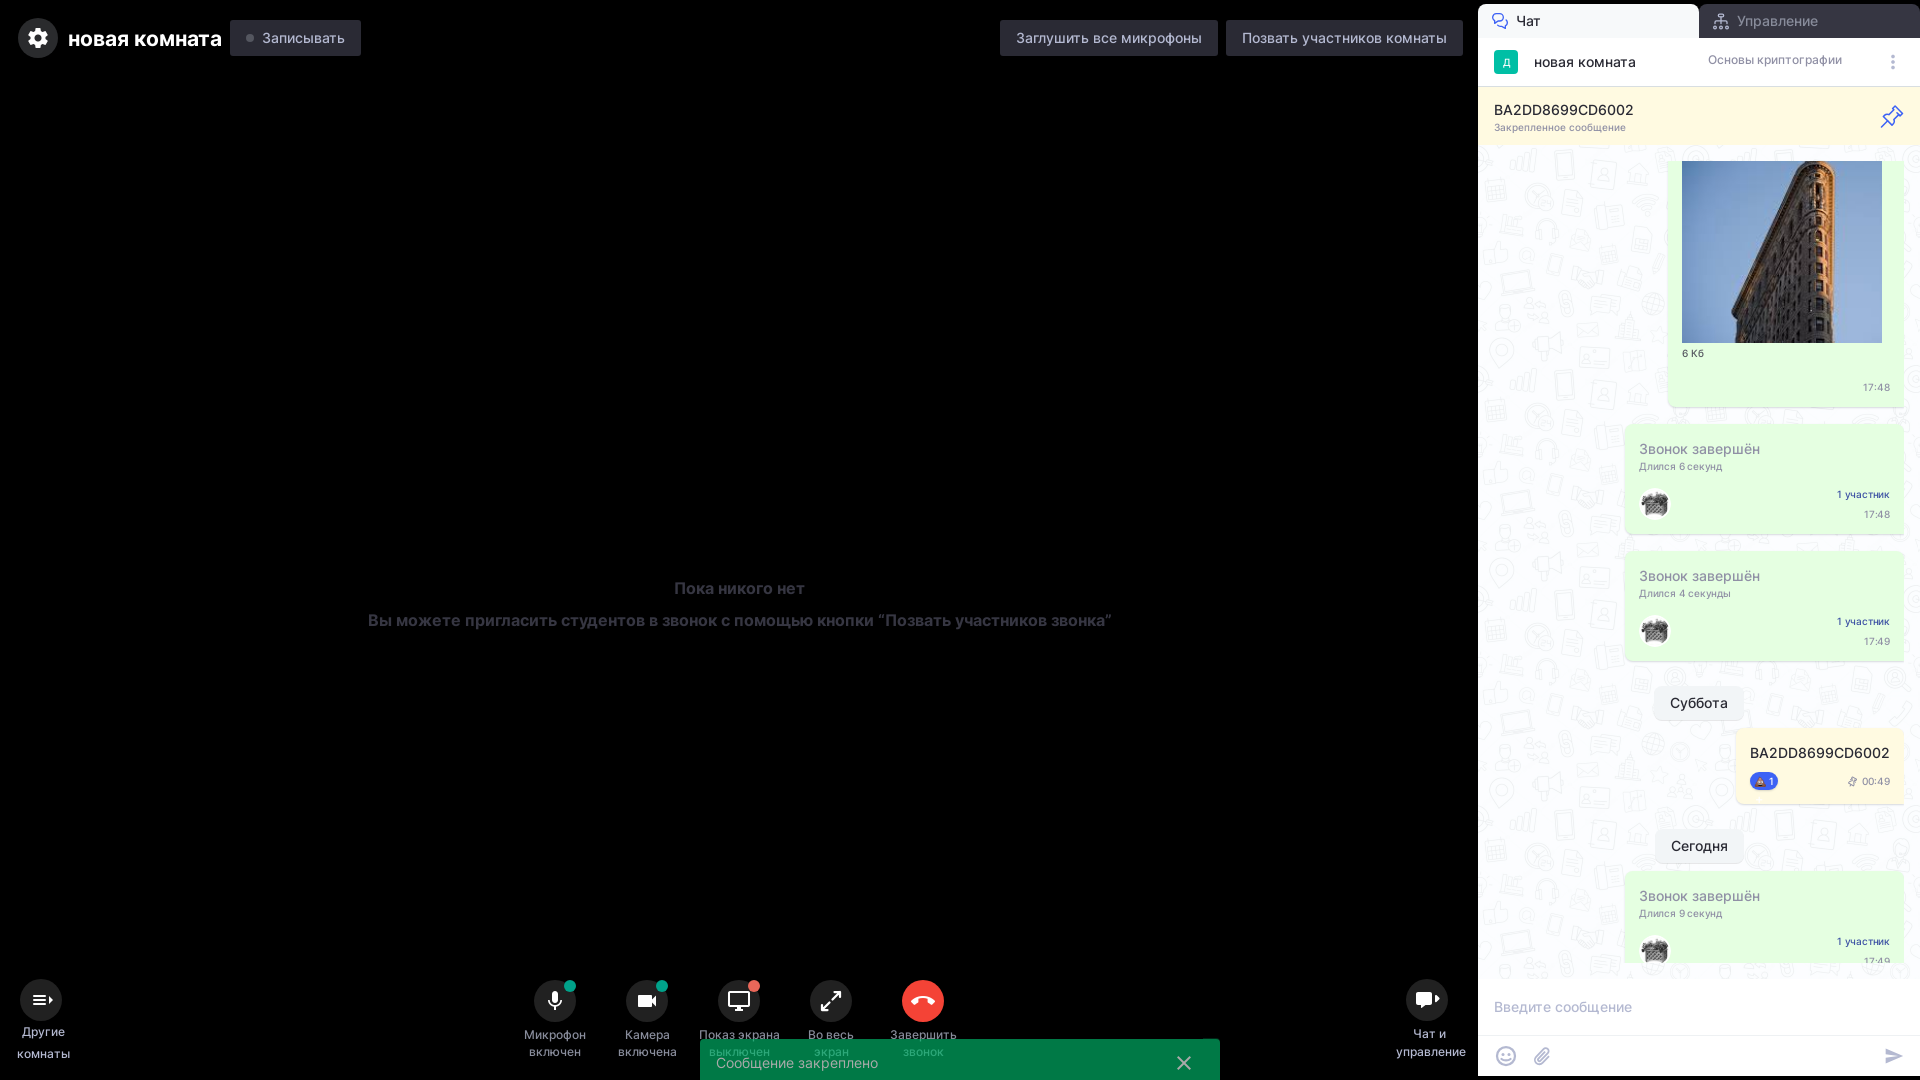 новая комната
Записывать
Заглушить все микрофоны
Позвать участников комнаты
Чат
Управление
Д
новая комната
Основы криптографии
BA2DD8699CD6002
Закрепленное сообщение
6 Кб
17:48
Звонок завершён
Длился 6 секунд
1 участник
17:48
Звонок завершён
Длился 4 секунды
1 участник
17:49
Суббота
BA2DD8699CD6002
1
00:49
Сегодня
Звонок завершён
Длился 9 секунд
1 участник
17:49
Пока никого нет
Вы можете пригласить студентов в звонок с помощью кнопки “Позвать участников звонка”
Другие
комнаты
Микрофон
включен
Камера
включена
Показ экрана
выключен
Во весь
экран
Завершить
звонок
Чат и
управление
Сообщение закреплено
Введите сообщение